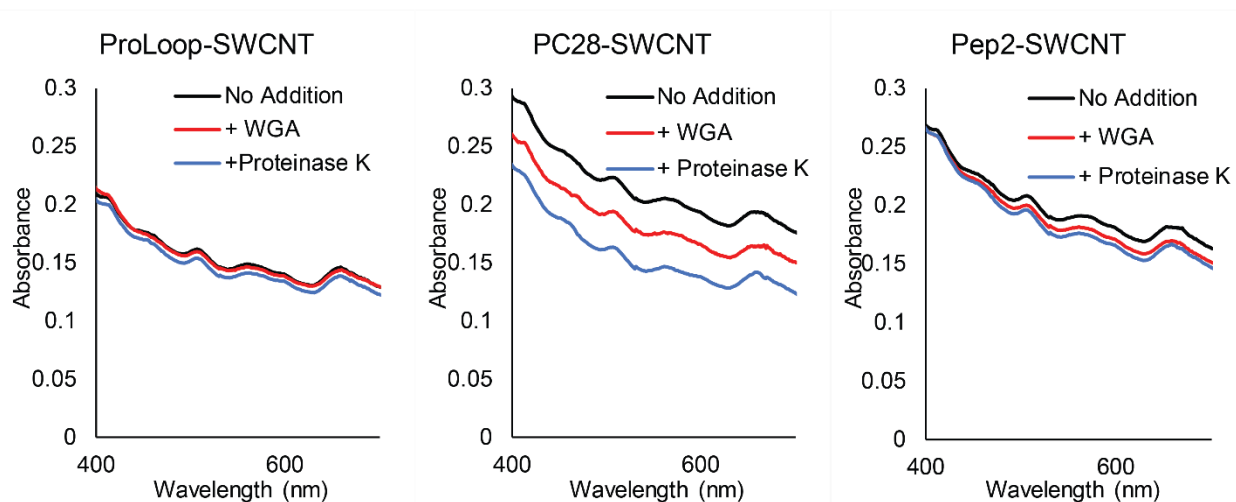 ProLoop-SWCNT
0.3
0.25
0.2
0.15
0.1
0.05
0
Absorbance
No Addition
+ WGA
+Proteinase K
400
600
Wavelength (nm)
PC28-SWCNT
0.3
0.25
0.2
0.15
0.1
0.05
0
Absorbance
No Addition
+ WGA
+ Proteinase K
400
600
Wavelength (nm)
Pep2-SWCNT
0.3
0.25
0.2
0.15
0.1
0.05
0
Absorbance
No Addition
+ WGA
+ Proteinase K
400
600
Wavelength (nm)